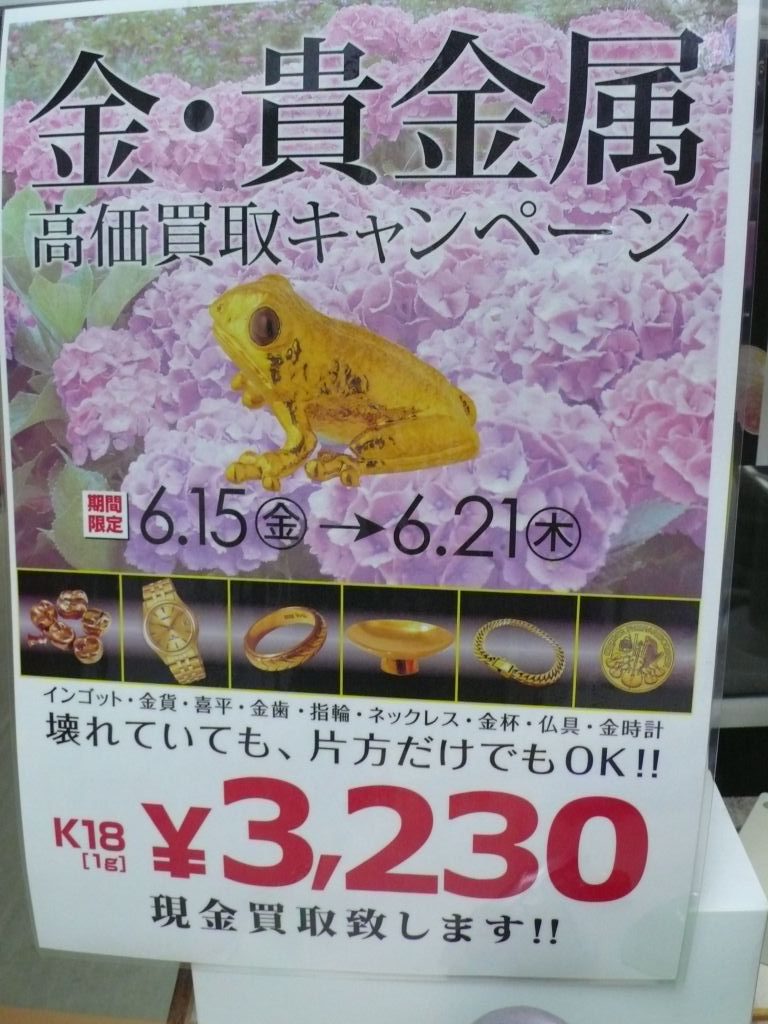 金・貴金属
高価買取キャンペーン
期間
限定
6.15㊎→6.21㊍
インゴット・金貨・喜平・金歯・指輪・ネックレス・金杯・仏具・金時計
壊れていても、片方だけでもOK!!
K18
[1g]
¥3,230
現金買取致します!!